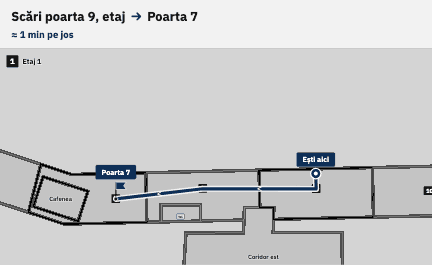 Scări poarta 9, etaj → Poarta 7
≈ 1 min pe jos
1 Etaj 1
Poarta 7
Ești aici
Cafenea
Coridor est